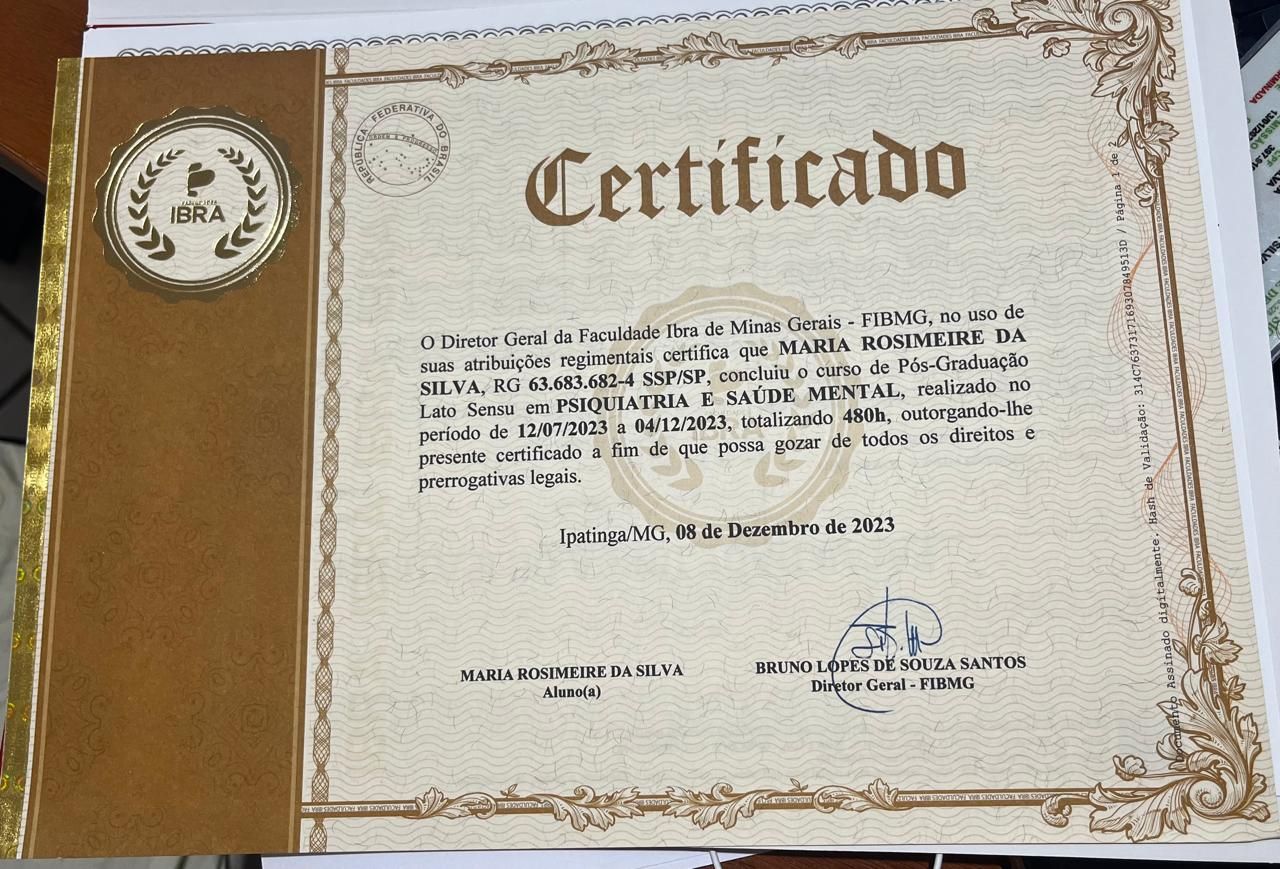 REPÚBLICA FEDERATIVA DO BRASIL
ORDEM E PROGRESSO
IBRA
Certificado
O Diretor Geral da Faculdade Ibra de Minas Gerais - FIBMG, no uso de
suas atribuições regimentais certifica que MARIA ROSIMEIRE DA
SILVA, RG 63.683.682-4 SSP/SP, concluiu o curso de Pós-Graduação
Lato Sensu em PSIQUIATRIA E SAÚDE MENTAL, realizado no
período de 12/07/2023 a 04/12/2023, totalizando 480h, outorgando-lhe
presente certificado a fim de que possa gozar de todos os direitos e
prerrogativas legais.
Ipatinga/MG, 08 de Dezembro de 2023
MARIA ROSIMEIRE DA SILVA
Aluno(a)
BRUNO LOPES DE SOUZA SANTOS
Diretor Geral - FIBMG
Documento Assinado digitalmente. Hash de Validação: 314C7637317169307849513D / Página 1 de 2